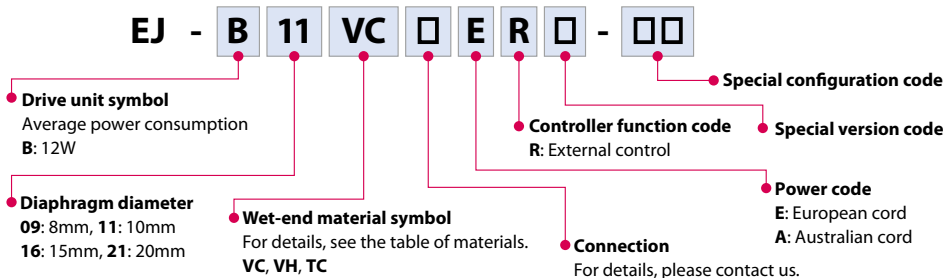 EJ - B 11 VC □ E R □ - □□
Special configuration code
Drive unit symbol
Average power consumption
B: 12W
Controller function code
R: External control
Special version code
Diaphragm diameter
09: 8mm, 11: 10mm
16: 15mm, 21: 20mm
Wet-end material symbol
For details, see the table of materials.
VC, VH, TC
Connection
For details, please contact us.
Power code
E: European cord
A: Australian cord